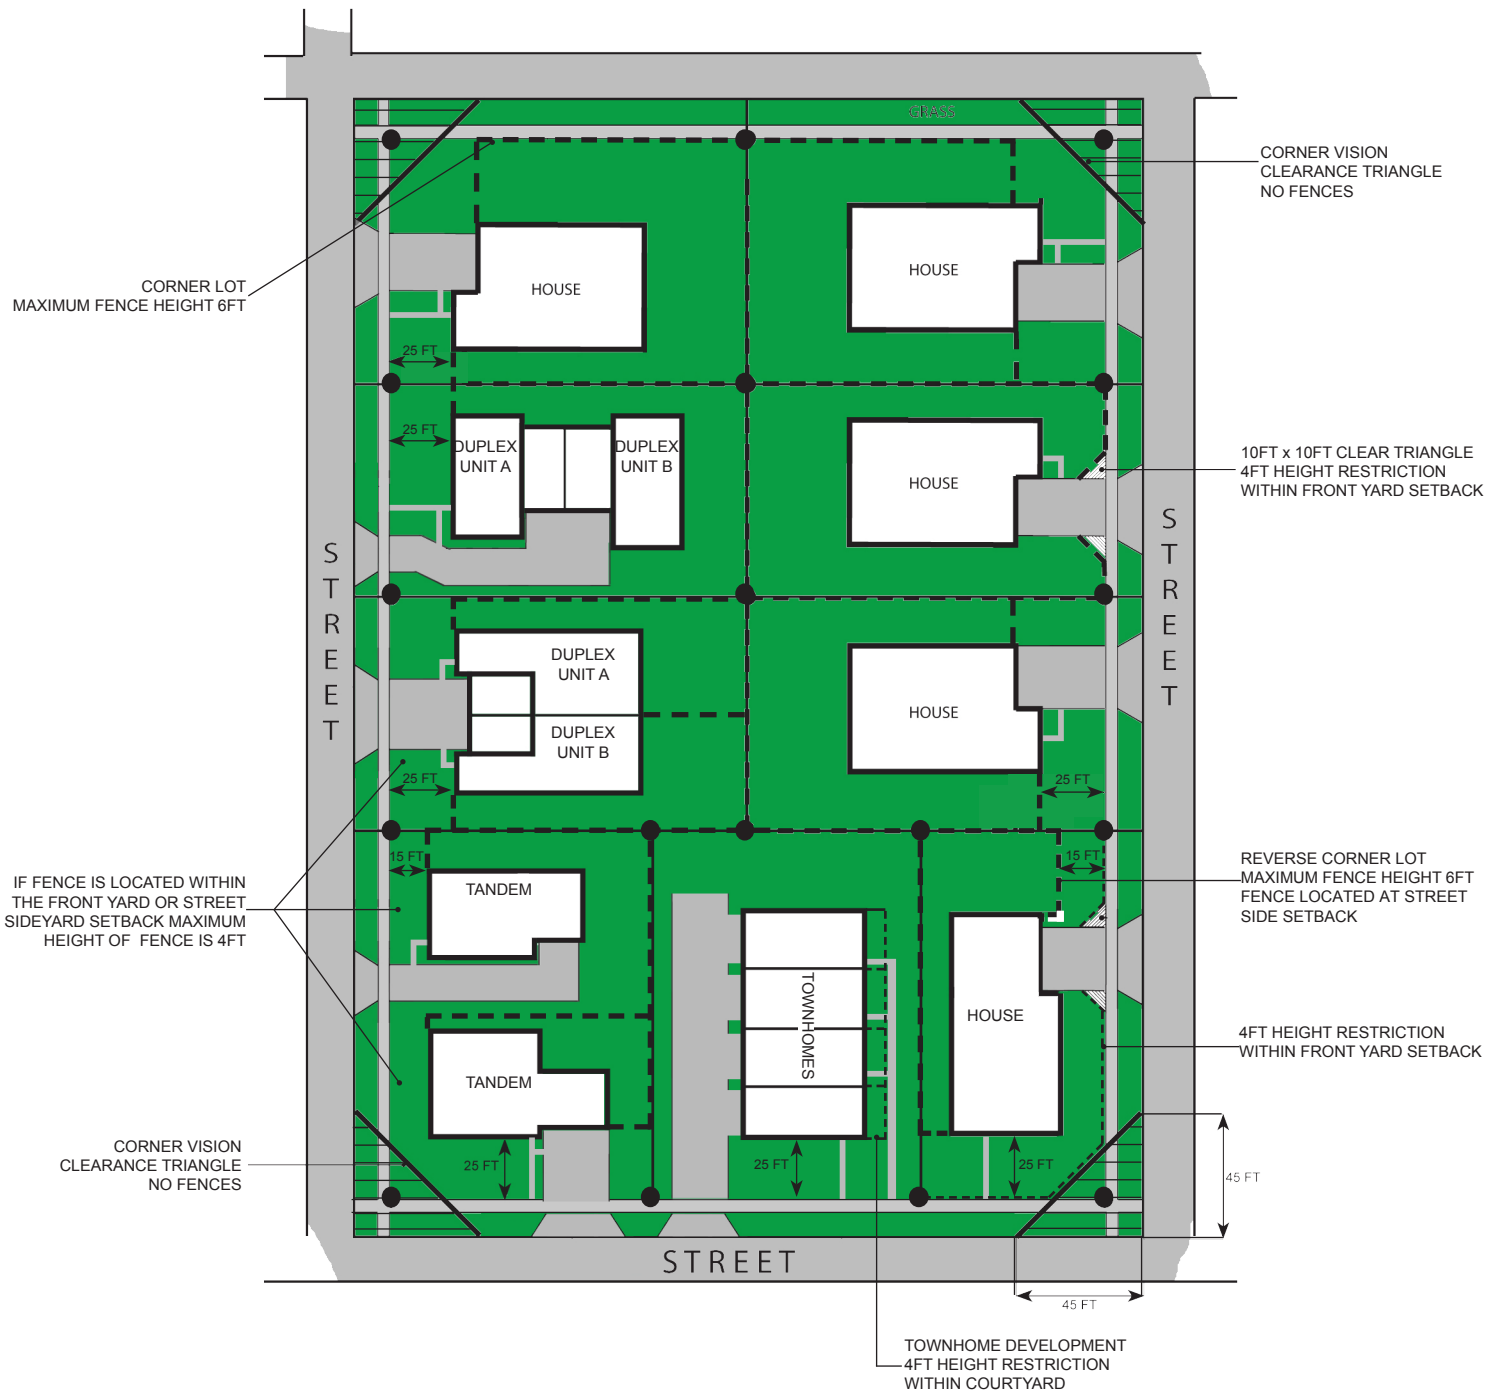 GRASS
CORNER VISION
CLEARANCE TRIANGLE
NO FENCES
HOUSE
HOUSE
CORNER LOT
MAXIMUM FENCE HEIGHT 6FT
25 FT
25 FT
DUPLEX
UNIT A
DUPLEX
UNIT B
HOUSE
10FT x 10FT CLEAR TRIANGLE
4FT HEIGHT RESTRICTION
WITHIN FRONT YARD SETBACK
STREET
STREET
DUPLEX
UNIT A
DUPLEX
UNIT B
HOUSE
25 FT
25 FT
15 FT
15 FT
IF FENCE IS LOCATED WITHIN
THE FRONT YARD OR STREET
SIDEYARD SETBACK MAXIMUM
HEIGHT OF FENCE IS 4FT
TANDEM
REVERSE CORNER LOT
MAXIMUM FENCE HEIGHT 6FT
FENCE LOCATED AT STREET
SIDE SETBACK
TOWNHOMES
HOUSE
TANDEM
4FT HEIGHT RESTRICTION
WITHIN FRONT YARD SETBACK
CORNER VISION
CLEARANCE TRIANGLE
NO FENCES
25 FT
25 FT
25 FT
45 FT
STREET
45 FT
TOWNHOME DEVELOPMENT
4FT HEIGHT RESTRICTION
WITHIN COURTYARD